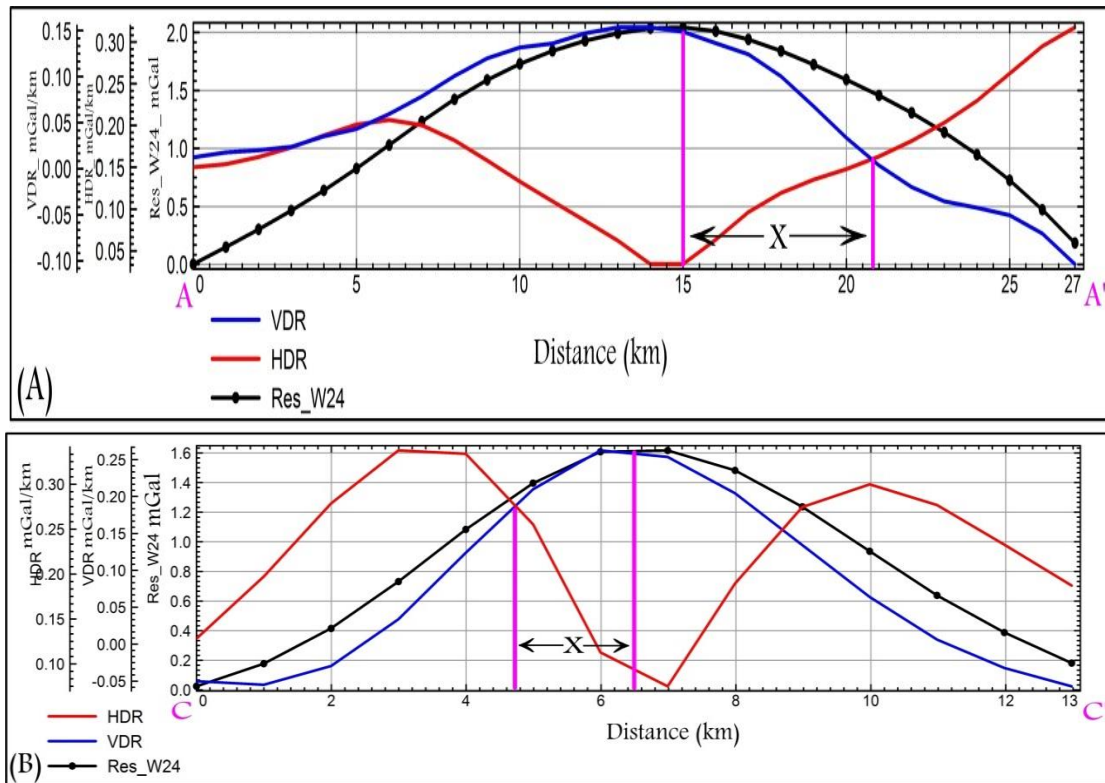 0.15
0.10
0.05
0.00
-0.05
-0.10
VDR_ mGal/km
0.30
0.25
0.20
0.15
0.10
0.05
HDR_ mGal/km
2.0
1.5
1.0
0.5
0.0
Res_W24_ mGal
X
0 5 10 15 20 25 27
A A'
VDR
HDR
Res_W24
Distance (km)
(A)
0.30
0.25
0.20
0.15
0.10
HDR mGal/km
0.25
0.20
0.15
0.10
0.05
0.00
-0.05
VDR mGal/km
1.6
1.4
1.2
1.0
0.8
0.6
0.4
0.2
0.0
Res_W24 mGal
X
0 2 4 6 8 10 12 13
C C'
HDR
VDR
Res_W24
Distance (km)
(B)